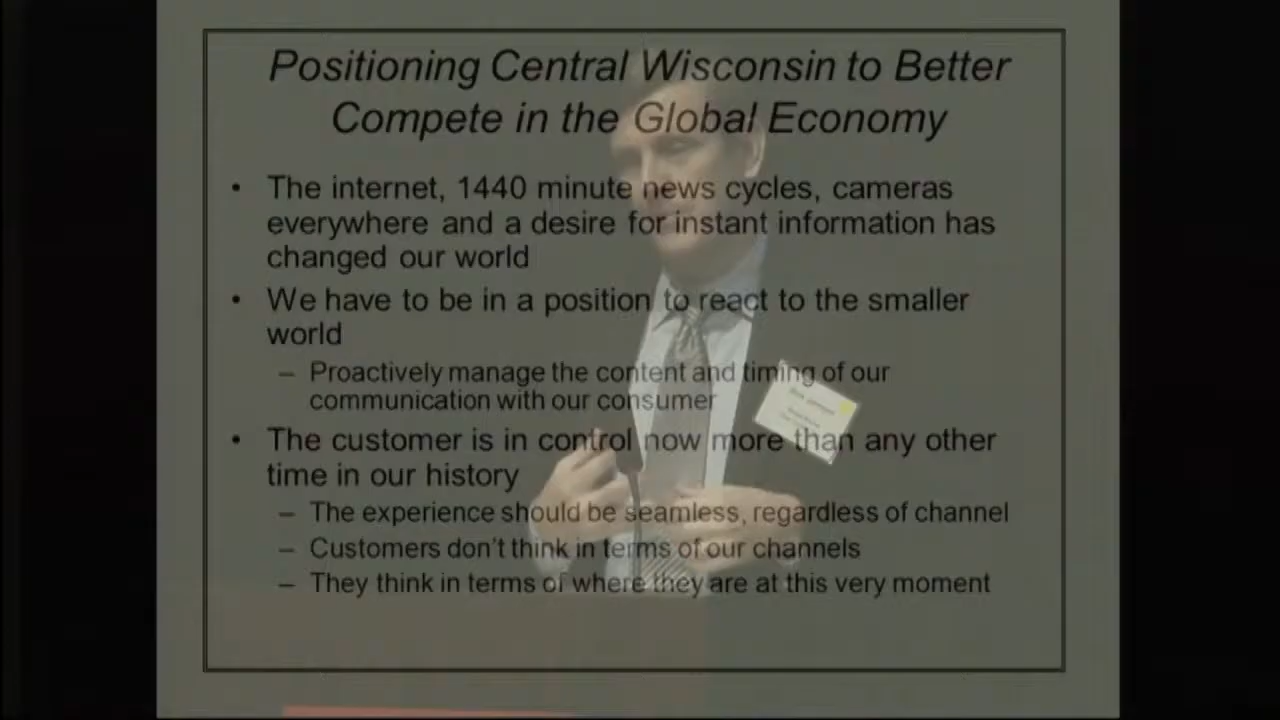 Positioning Central Wisconsin to Better
Compete in the Global Economy
• The internet, 1440 minute news cycles, cameras
everywhere and a desire for instant information has
changed our world
• We have to be in a position to react to the smaller
world
– Proactively manage the content and timing of our
communication with our consumer
• The customer is in control now more than any other
time in our history
– The experience should be seamless, regardless of channel
– Customers don't think in terms of our channels
– They think in terms of where they are at this very moment